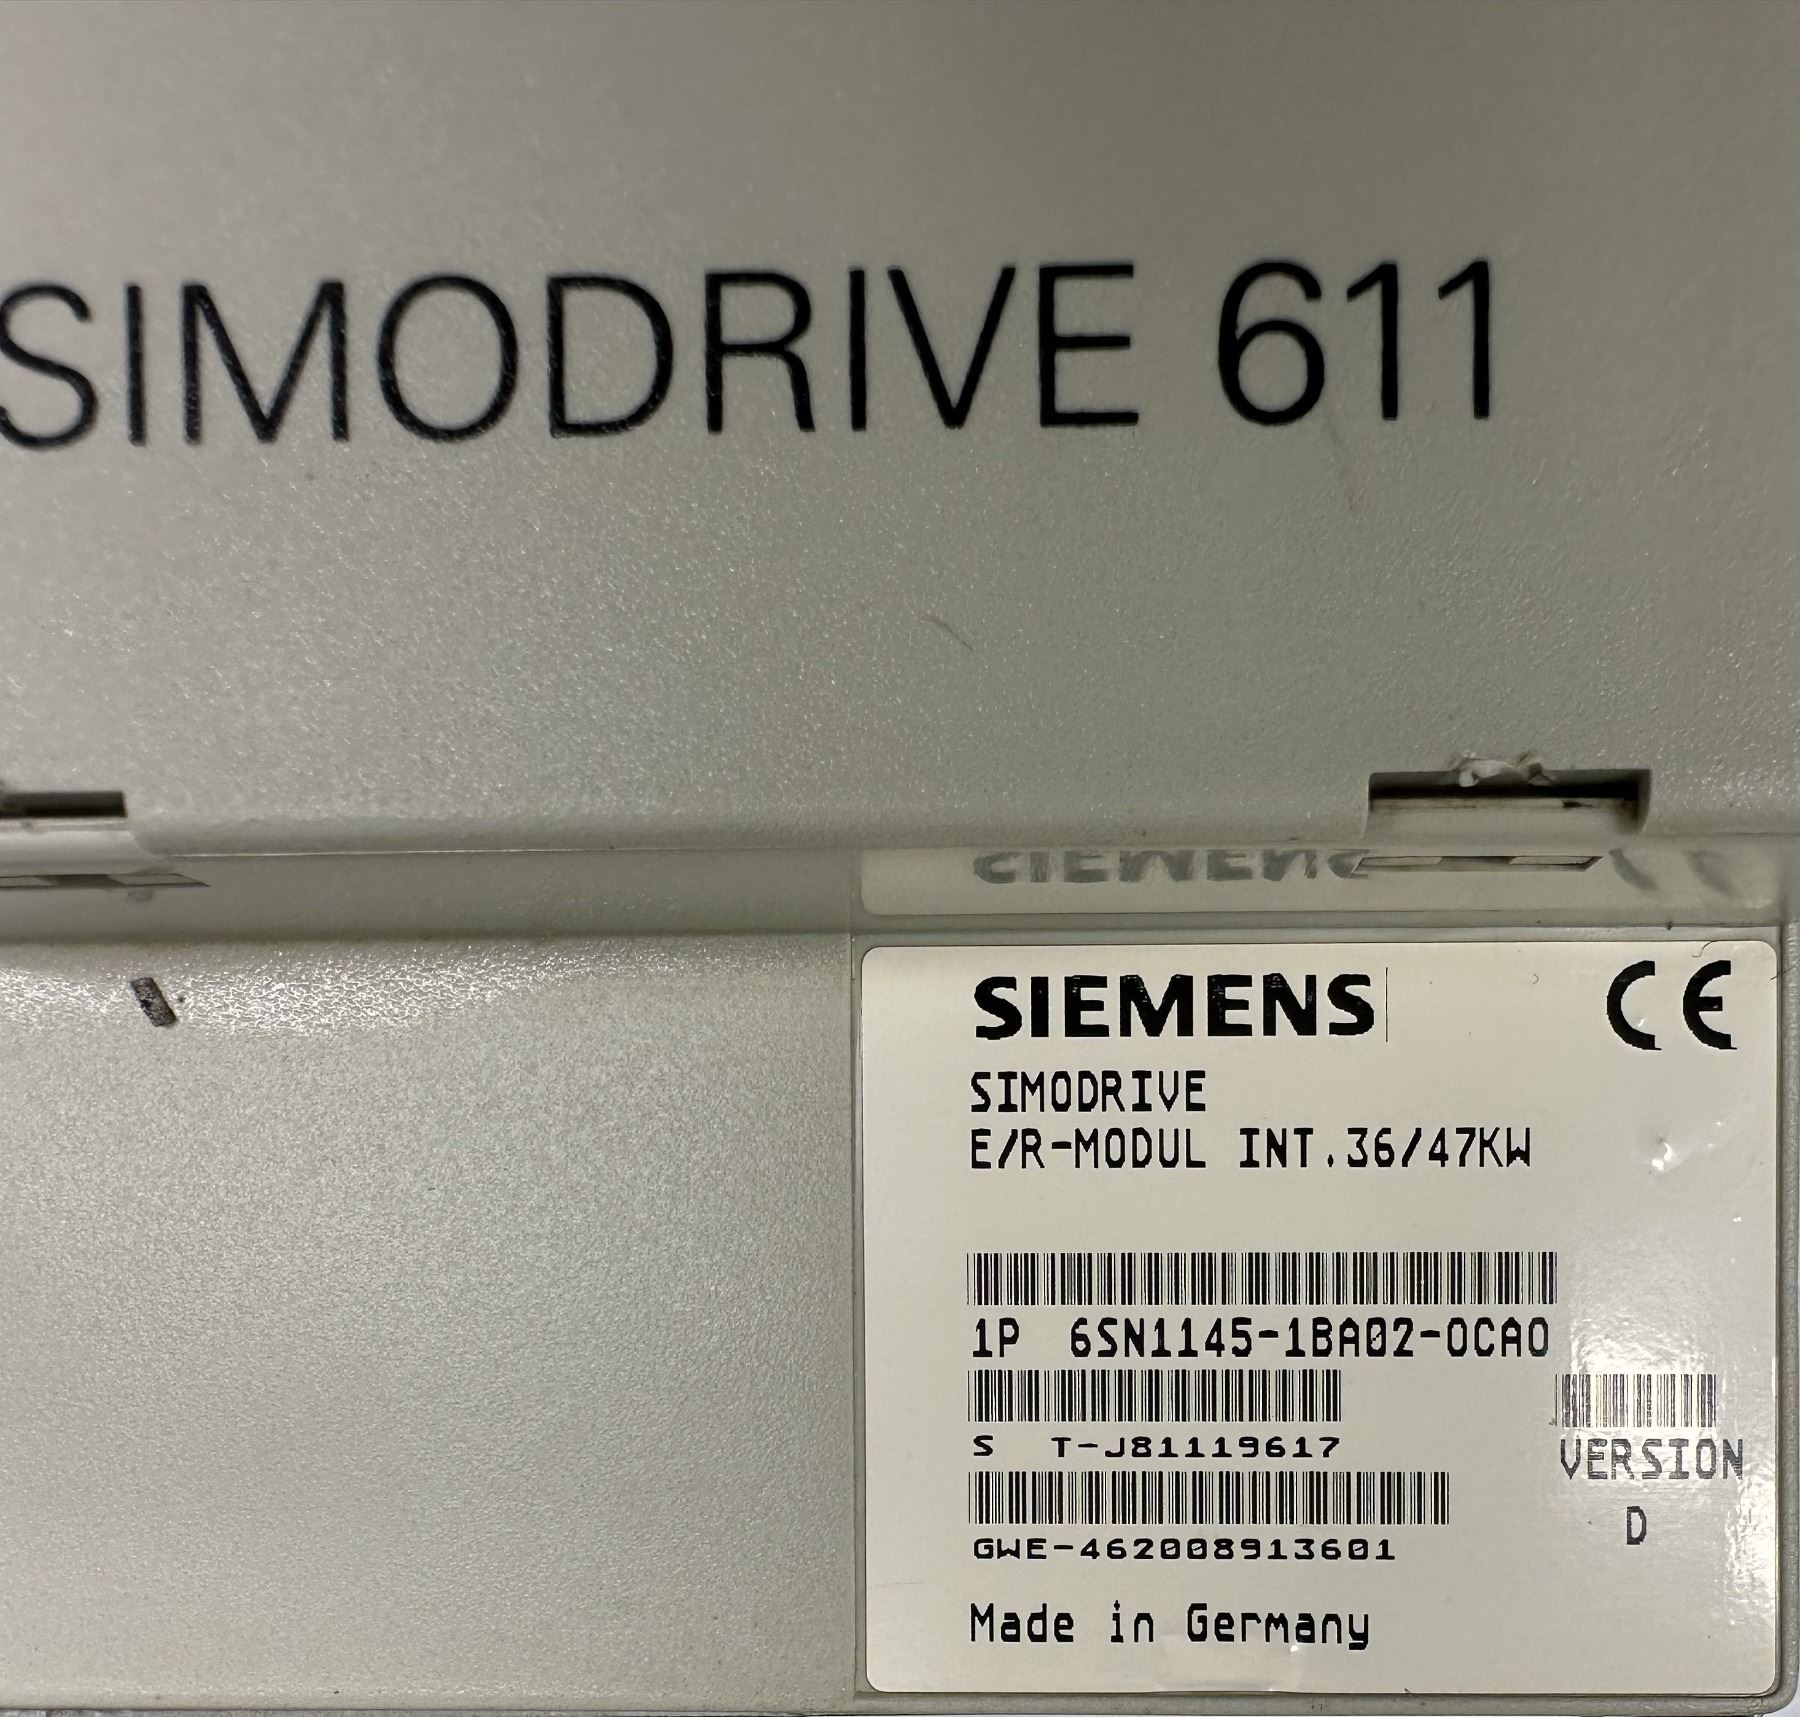 SIMODRIVE 611
SIEMENS CE
SIMODRIVE
E/R-MODUL INT.36/47KW
1P 6SN1145-1BA02-0CA0
S T-J81119617
VERSION
D
GWE-462008913601
Made in Germany